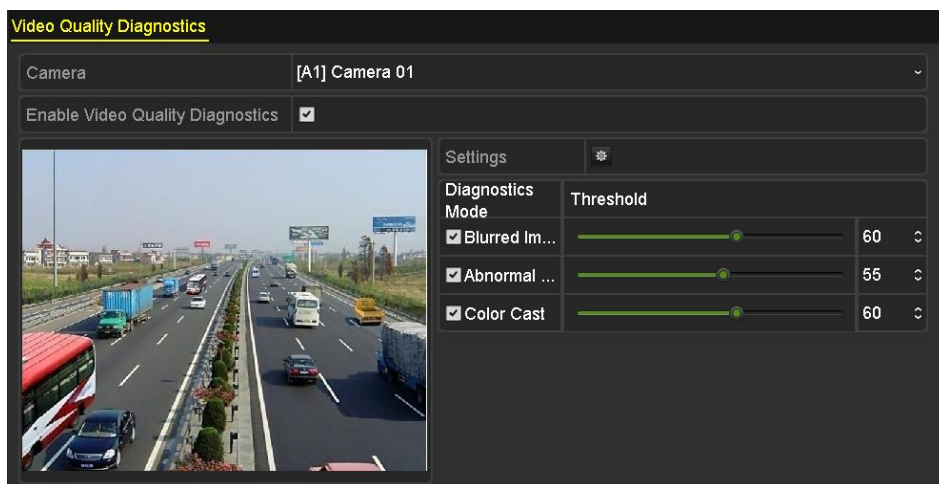 Video Quality Diagnostics
Camera
[A1] Camera 01
Enable Video Quality Diagnostics
Settings
Diagnostics
Mode
Threshold
Blurred Im...
60
Abnormal ...
55
Color Cast
60